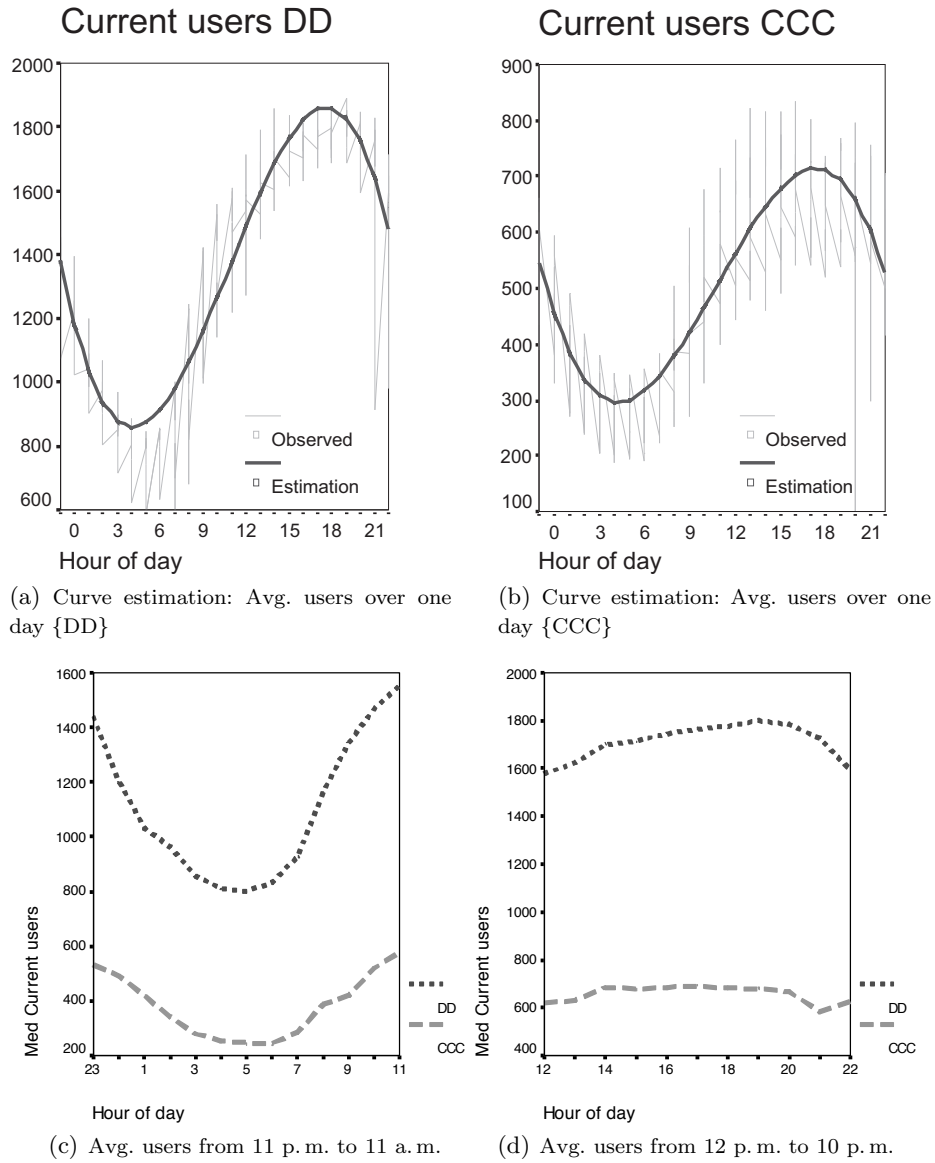 Current users DD
2000
1800
1600
1400
1200
1000
800
600
0 3 6 9 12 15 18 21
Hour of day
Observed
Estimation
(a) Curve estimation: Avg. users over one
day {DD}
Current users CCC
900
800
700
600
500
400
300
200
100
0 3 6 9 12 15 18 21
Hour of day
Observed
Estimation
(b) Curve estimation: Avg. users over one
day {CCC}
Med Current users
1600
1400
1200
1000
800
600
400
200
23 1 3 5 7 9 11
Hour of day
DD
CCC
(c) Avg. users from 11 p. m. to 11 a. m.
Med Current users
2000
1800
1600
1400
1200
1000
800
600
400
12 14 16 18 20 22
Hour of day
DD
CCC
(d) Avg. users from 12 p. m. to 10 p. m.